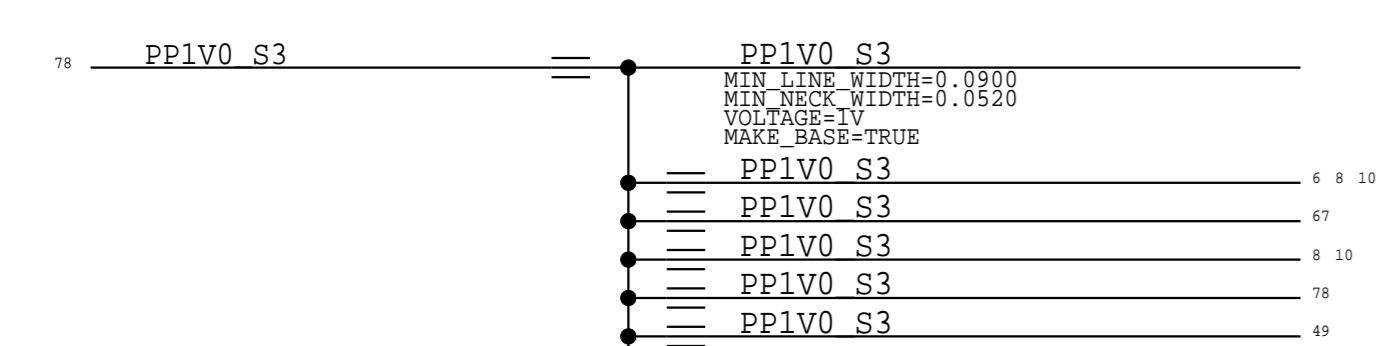 78 PP1V0_S3 PP1V0_S3
MIN_LINE_WIDTH=0.0900
MIN_NECK_WIDTH=0.0520
VOLTAGE=1V
MAKE_BASE=TRUE
PP1V0_S3 6 8 10
PP1V0_S3 67
PP1V0_S3 8 10
PP1V0_S3 78
PP1V0_S3 49